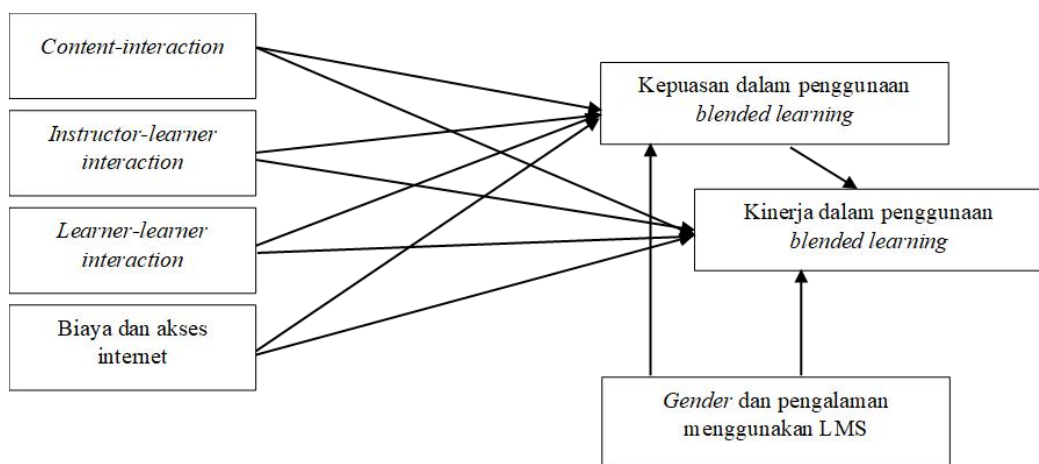 Content-interaction
Instructor-learner
interaction
Learner-learner
interaction
Biaya dan akses
internet
Kepuasan dalam penggunaan
blended learning
Kinerja dalam penggunaan
blended learning
Gender dan pengalaman
menggunakan LMS